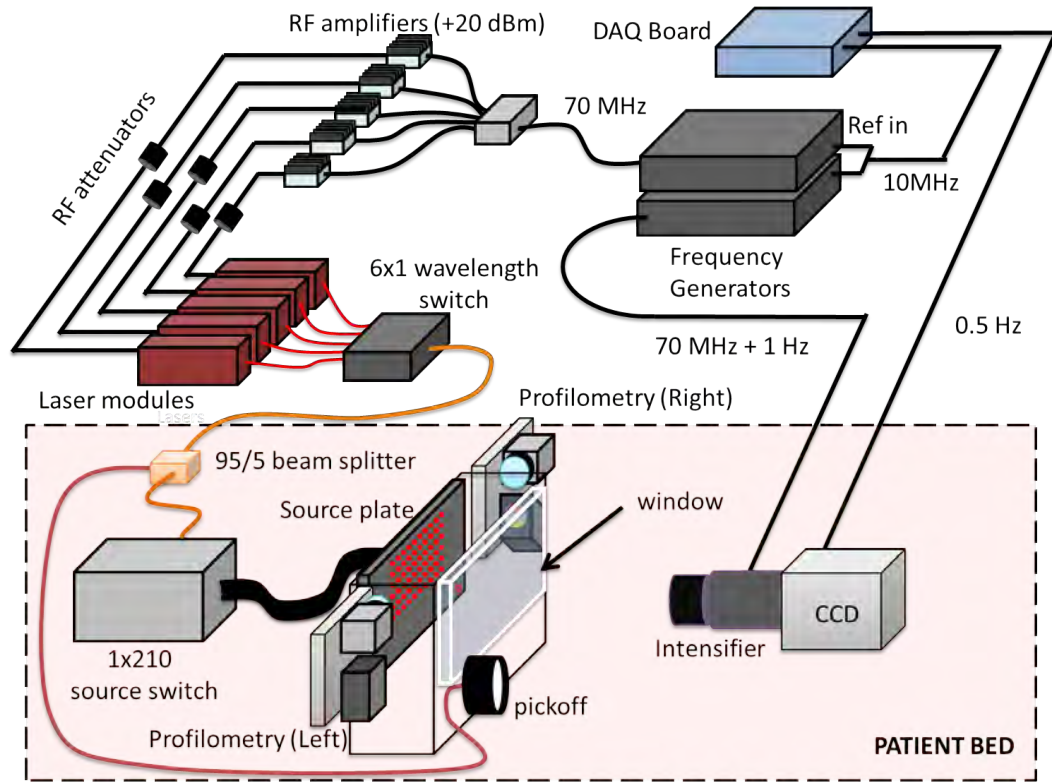 RF amplifiers (+20 dBm)
DAQ Board
70 MHz
Ref in
10MHz
RF attenuators
Frequency
Generators
6x1 wavelength
switch
70 MHz + 1 Hz
0.5 Hz
Laser modules
Lasers
Profilometry (Right)
95/5 beam splitter
Source plate
window
CCD
Intensifier
1x210
source switch
pickoff
Profilometry (Left)
PATIENT BED